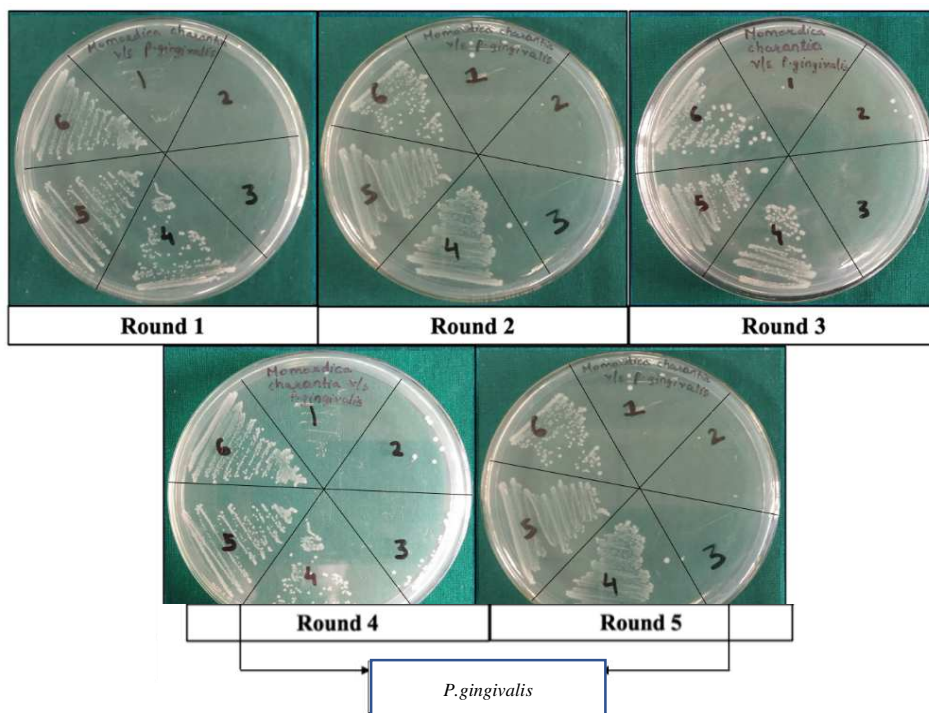 Momordica charantia
v/s P.gingivalis
1
2
3
4
5
6
Momordica charantia
v/s P.gingivalis
1
2
3
4
5
6
Momordica
charantia
v/s P.gingivalis
1
2
3
4
5
6
Round 1
Round 2
Round 3
Momordica
charantia v/s
P.gingivalis
1
2
3
4
5
6
Momordica charantia
v/s P.gingivalis
1
2
3
4
5
6
Round 4
Round 5
P.gingivalis